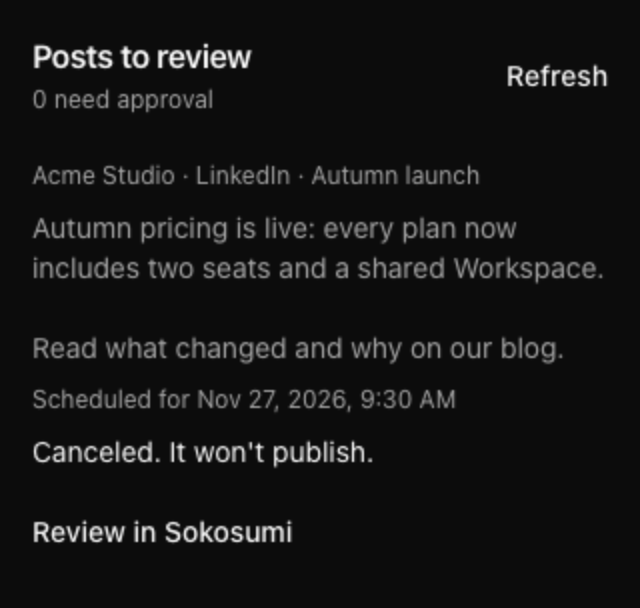 Posts to review
Refresh
0 need approval
Acme Studio · LinkedIn · Autumn launch
Autumn pricing is live: every plan now
includes two seats and a shared Workspace.
Read what changed and why on our blog.
Scheduled for Nov 27, 2026, 9:30 AM
Canceled. It won't publish.
Review in Sokosumi